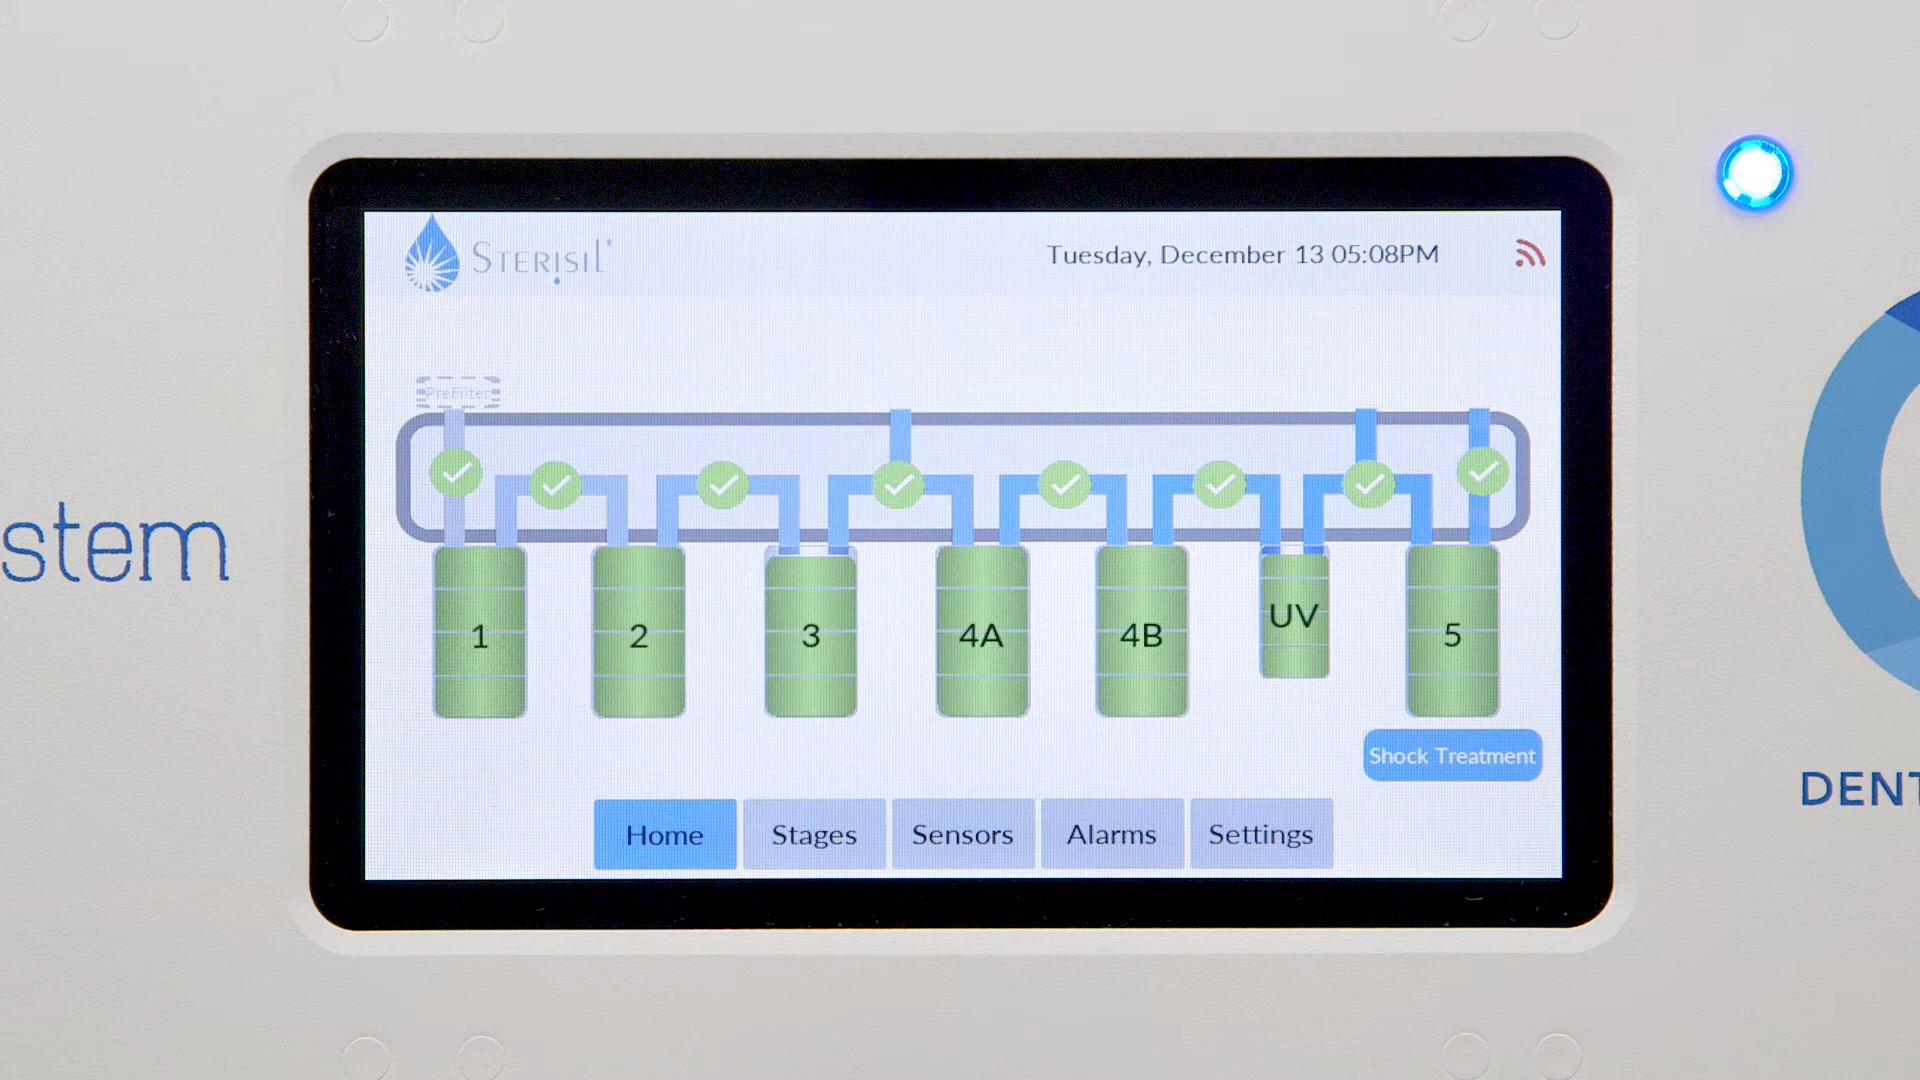 STERISIL
Tuesday, December 13 05:08PM
PreFilter
stem
1
2
3
4A
4B
UV
5
Shock Treatment
DENT
Home
Stages
Sensors
Alarms
Settings